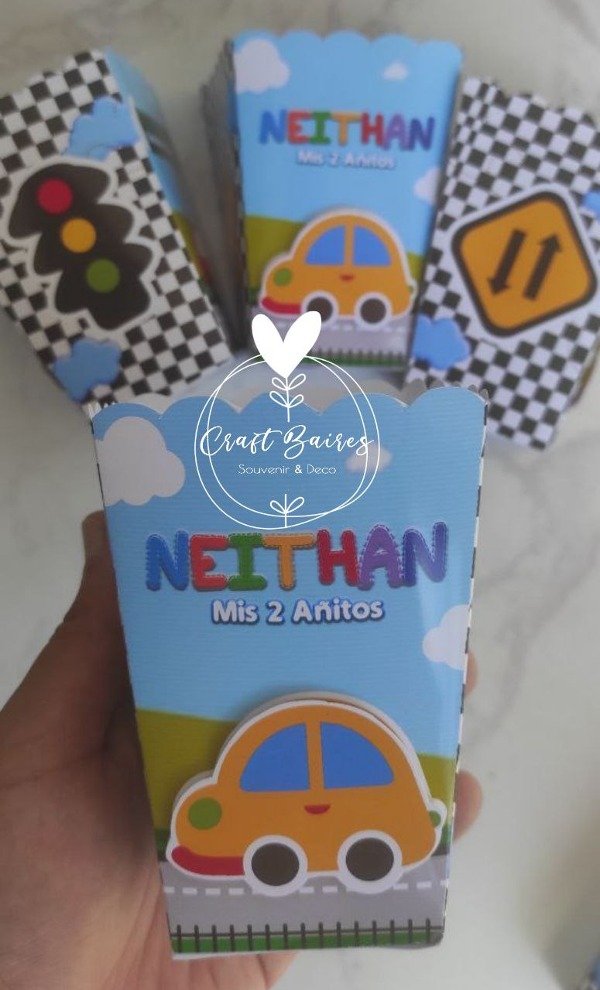 NEITHAN
Mis 2 Añitos
Craft Baires
Souvenir & Deco
NEITHAN
Mis 2 Añitos